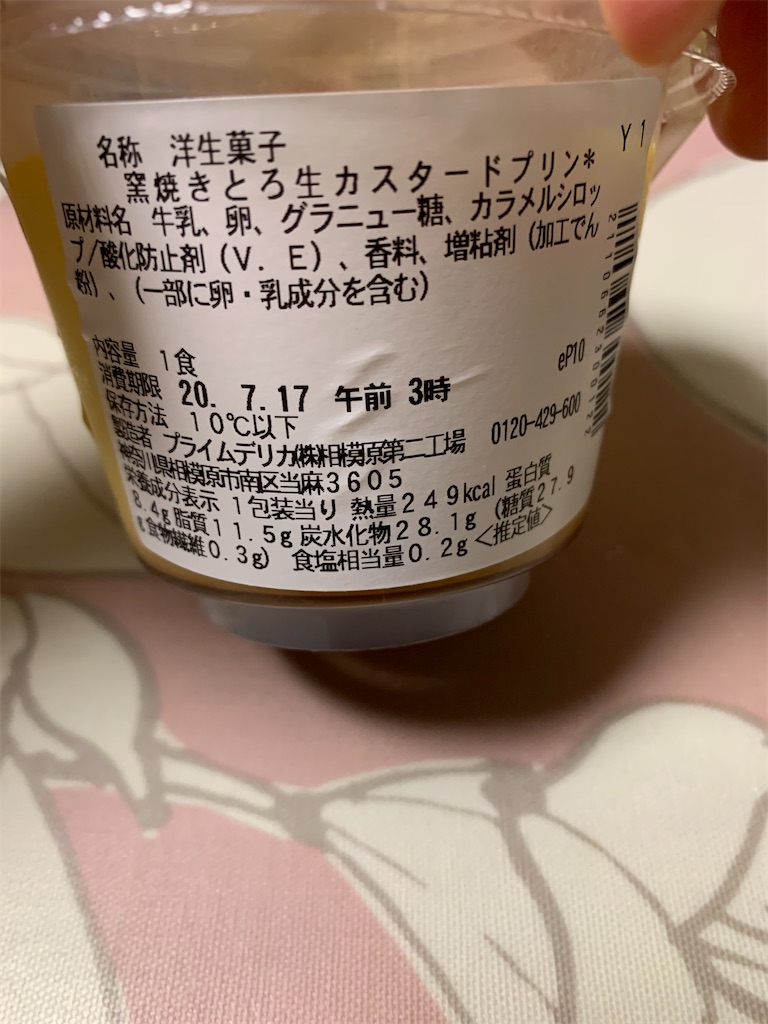 Y1
名称 洋生菓子
窯焼きとろ生カスタードプリン*
原材料名 牛乳、卵、グラニュー糖、カラメルシロッ
プ/酸化防止剤(V.E)、香料、増粘剤(加工でん
粉)、(一部に卵・乳成分を含む)
内容量 1食
eP10
消費期限 20. 7.17 午前 3時
保存方法 10℃以下
製造者 プライムデリカ㈱相模原第二工場 0120-429-600
神奈川県相模原市南区当麻3605
栄養成分表示 1包装当り 熱量249kcal 蛋白質
8.4g脂質11.5g炭水化物28.1g(糖質27.9
g食物繊維0.3g) 食塩相当量0.2g<推定値>